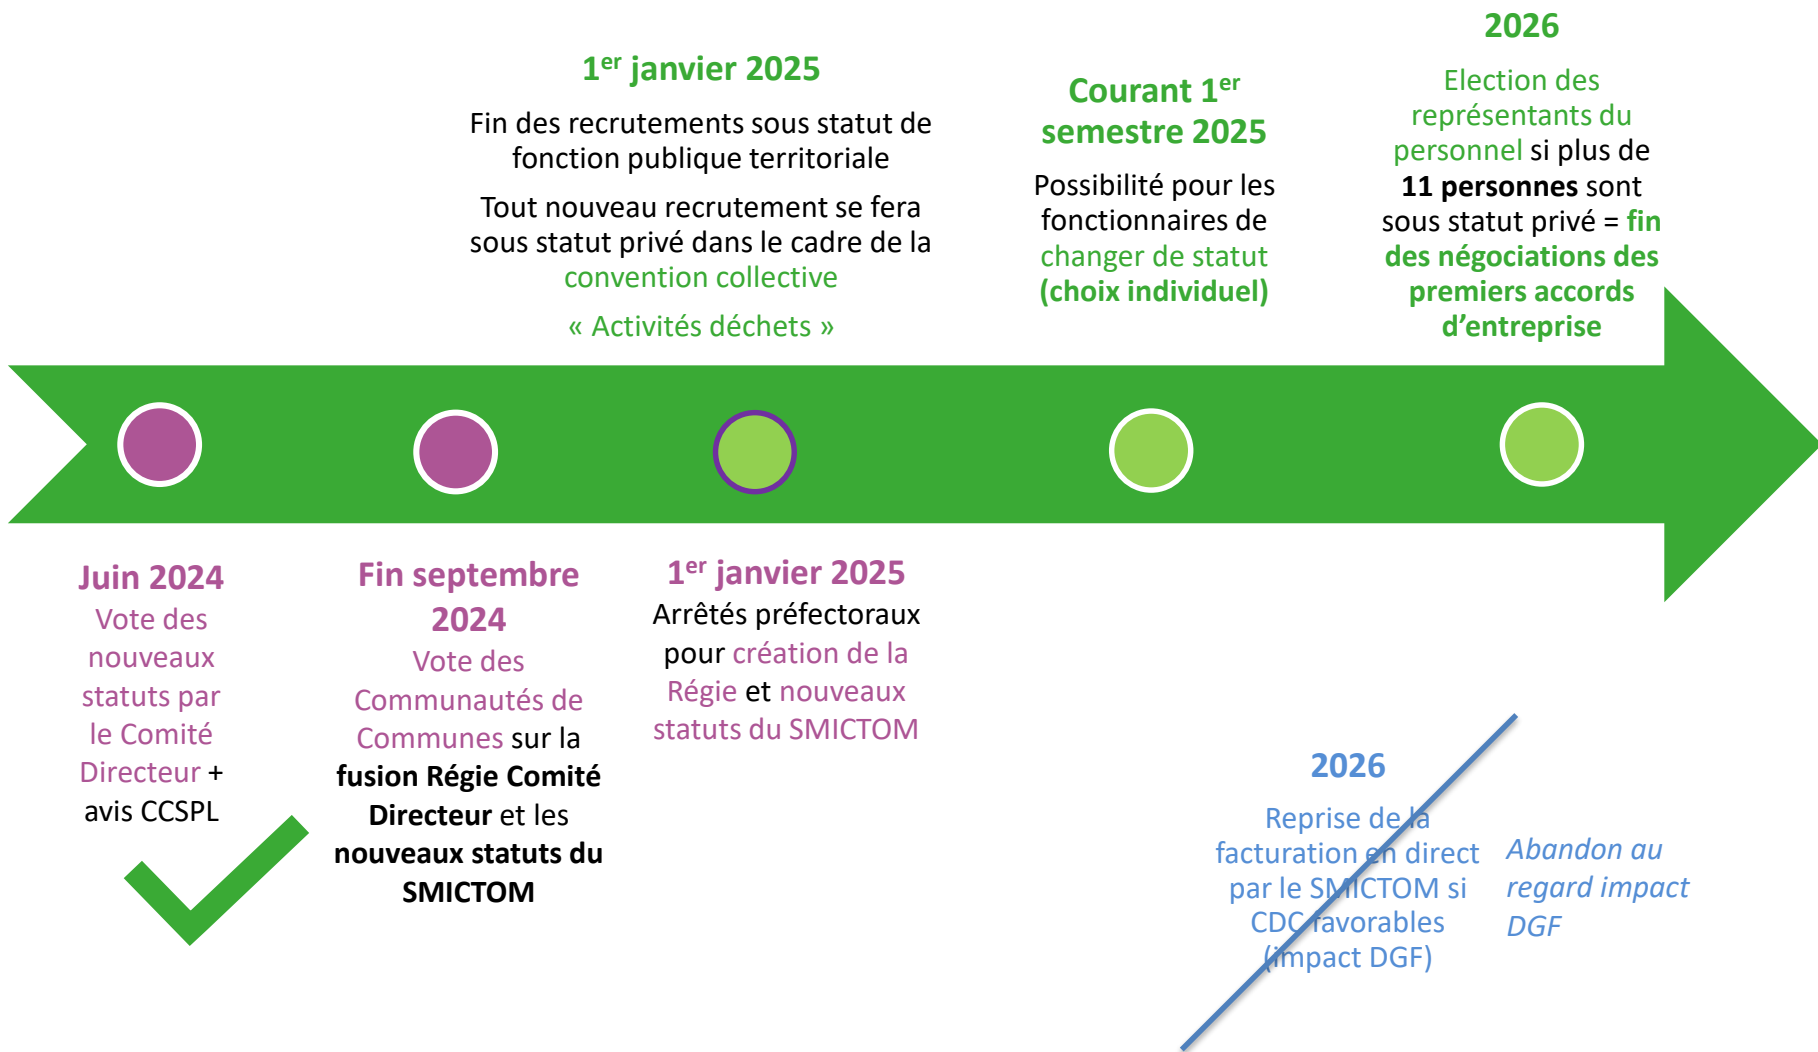 1er janvier 2025
Fin des recrutements sous statut de
fonction publique territoriale
Tout nouveau recrutement se fera
sous statut privé dans le cadre de la
convention collective
« Activités déchets »
Courant 1er
semestre 2025
Possibilité pour les
fonctionnaires de
changer de statut
(choix individuel)
2026
Election des
représentants du
personnel si plus de
11 personnes sont
sous statut privé = fin
des négociations des
premiers accords
d’entreprise
Juin 2024
Vote des
nouveaux
statuts par
le Comité
Directeur +
avis CCSPL
Fin septembre
2024
Vote des
Communautés de
Communes sur la
fusion Régie Comité
Directeur et les
nouveaux statuts du
SMICTOM
1er janvier 2025
Arrêtés préfectoraux
pour création de la
Régie et nouveaux
statuts du SMICTOM
2026
Reprise de la
facturation en direct
par le SMICTOM si
CDC favorables
(impact DGF)
Abandon au
regard impact
DGF